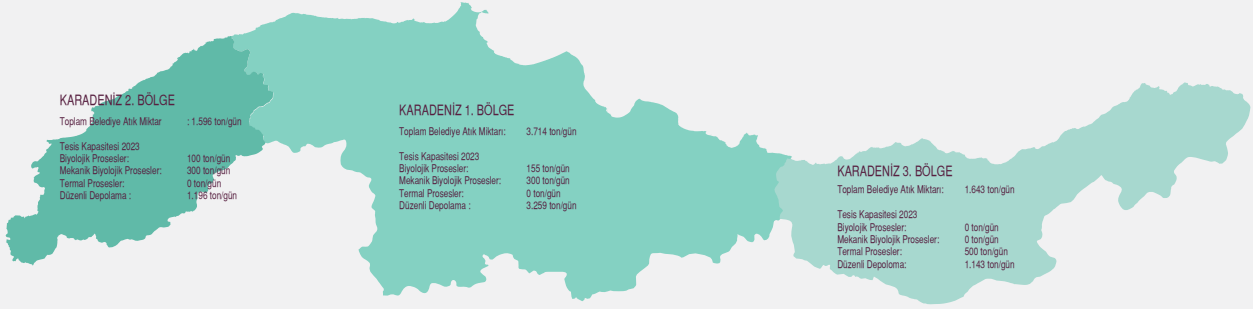 KARADENİZ 2. BÖLGE
Toplam Belediye Atık Miktar : 1.596 ton/gün
Tesis Kapasitesi 2023
Biyolojik Prosesler: 100 ton/gün
Mekanik Biyolojik Prosesler: 300 ton/gün
Termal Prosesler: 0 ton/gün
Düzenli Depolama : 1.196 ton/gün
KARADENİZ 1. BÖLGE
Toplam Belediye Atık Miktarı: 3.714 ton/gün
Tesis Kapasitesi 2023
Biyolojik Prosesler: 155 ton/gün
Mekanik Biyolojik Prosesler: 300 ton/gün
Termal Prosesler: 0 ton/gün
Düzenli Depolama : 3.259 ton/gün
KARADENİZ 3. BÖLGE
Toplam Belediye Atık Miktarı: 1.643 ton/gün
Tesis Kapasitesi 2023
Biyolojik Prosesler: 0 ton/gün
Mekanik Biyolojik Prosesler: 0 ton/gün
Termal Prosesler: 500 ton/gün
Düzenli Depoloma: 1.143 ton/gün